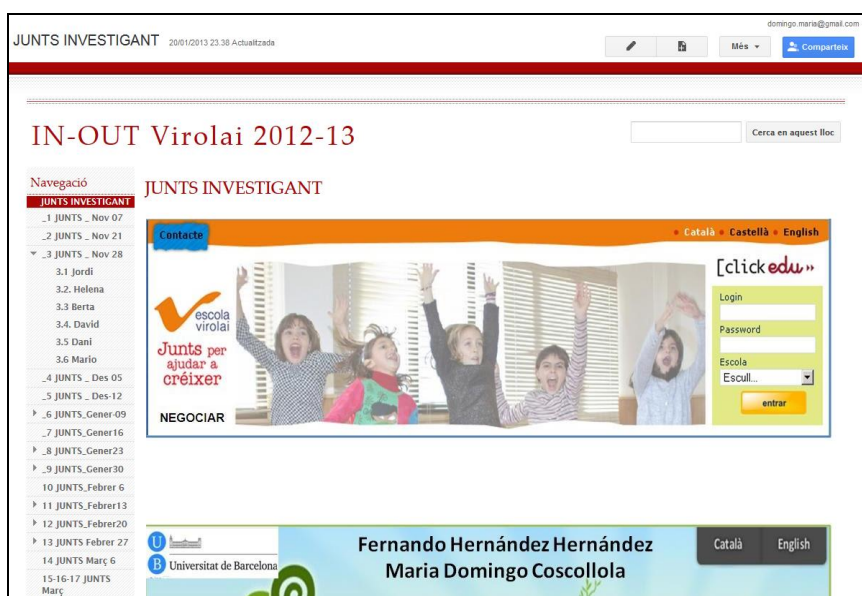 domingo.maria@gmail.com
JUNTS INVESTIGANT 20/01/2013 23.38 Actualitzada
Més
Comparteix
IN-OUT Virolai 2012-13
Cerca en aquest lloc
Navegació
JUNTS INVESTIGANT
_1 JUNTS _ Nov 07
_2 JUNTS _ Nov 21
_3 JUNTS _ Nov 28
3.1 Jordi
3.2. Helena
3.3 Berta
3.4. David
3.5 Dani
3.6 Mario
_4 JUNTS _ Des 05
_5 JUNTS _ Des-12
_6 JUNTS_Gener-09
_7 JUNTS_Gener16
_8 JUNTS_Gener23
_9 JUNTS_Gener30
10 JUNTS_Febrer 6
11 JUNTS_Febrer13
12 JUNTS_Febrer20
13 JUNTS Febrer 27
14 JUNTS Març 6
15-16-17 JUNTS
Març
JUNTS INVESTIGANT
Contacte
Català • Castellà • English
[clickedu»
escola
virolai
Junts per
ajudar a
créixer
NEGOCIAR
Login
Password
Escola
Escull...
entrar
U
B
Universitat de Barcelona
Fernando Hernández Hernández
Maria Domingo Coscollola
Català English